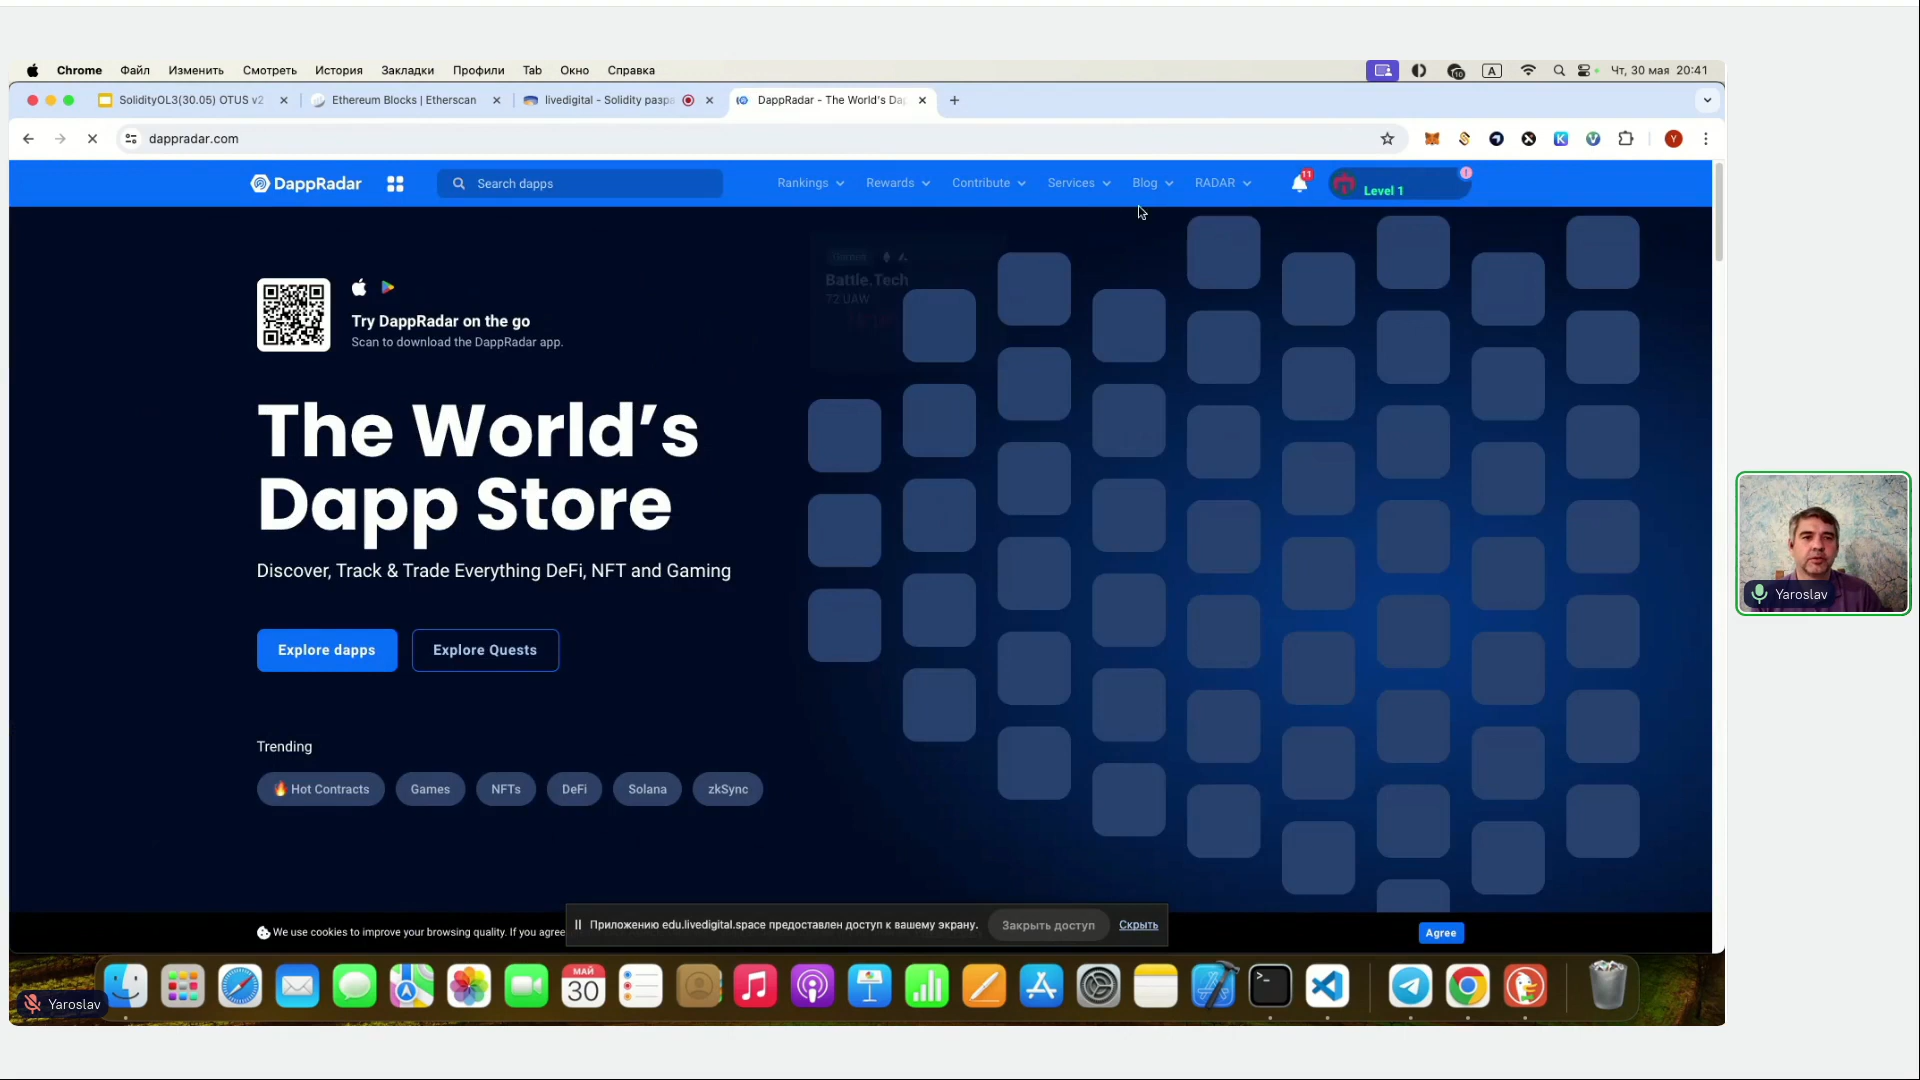 Chrome Файл Изменить Смотреть История Закладки Профили Tab Окно Справка
A Чт, 30 мая 20:41
SolidityOL3(30.05) OTUS v2 Ethereum Blocks | Etherscan livedigital - Solidity разра DappRadar - The World's Da
dappradar.com
K V Y
DappRadar Search dapps Rankings Rewards Contribute Services Blog RADAR 11 Level 1
Battle.Tech
72 UAW
Try DappRadar on the go
Scan to download the DappRadar app.
The World’s
Dapp Store
Discover, Track & Trade Everything DeFi, NFT and Gaming
Explore dapps Explore Quests
Trending
Hot Contracts Games NFTs DeFi Solana zkSync
We use cookies to improve your browsing quality. If you agree
Приложению edu.livedigital.space предоставлен доступ к вашему экрану. Закрыть доступ Скрыть
Agree
МАЙ
30
Yaroslav
Yaroslav